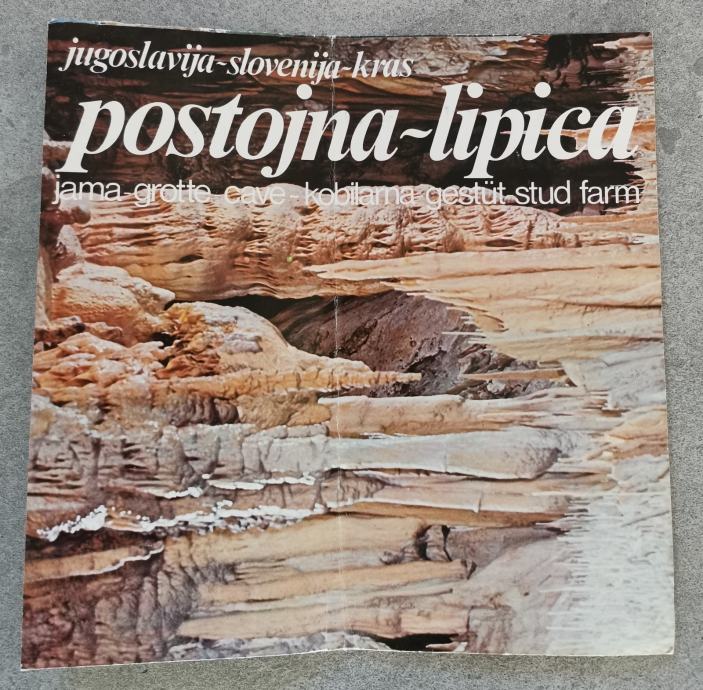 jugoslavija-slovenija-kras
postojna-lipica
jama-grotte-cave-kobilarna-gestüt-stud farm